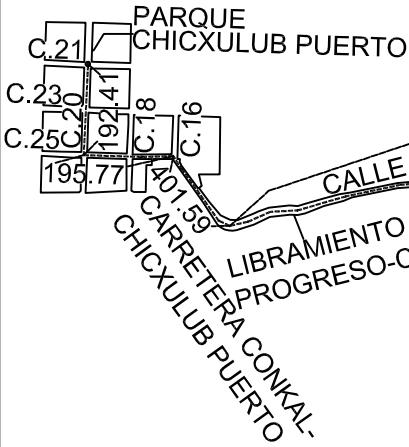 PARQUE
CHICXULUB PUERTO
C.21
C.23
C.25
C.20
192.41
C.18
C.16
195.77
401.59
CALLE
LIBRAMIENTO
PROGRESO-C
CARRETERA CONKAL-
CHICXULUB PUERTO